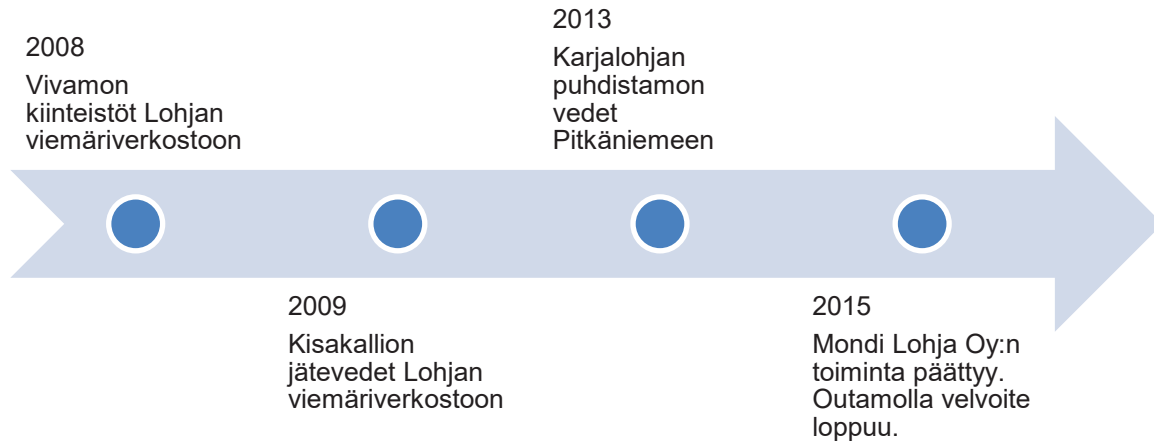 2008
Vivamon
kiinteistöt Lohjan
viemäriverkostoon
2009
Kisakallion
jätevedet Lohjan
viemäriverkostoon
2013
Karjalohjan
puhdistamon
vedet
Pitkäniemeen
2015
Mondi Lohja Oy:n
toiminta päättyy.
Outamolla velvoite
loppuu.